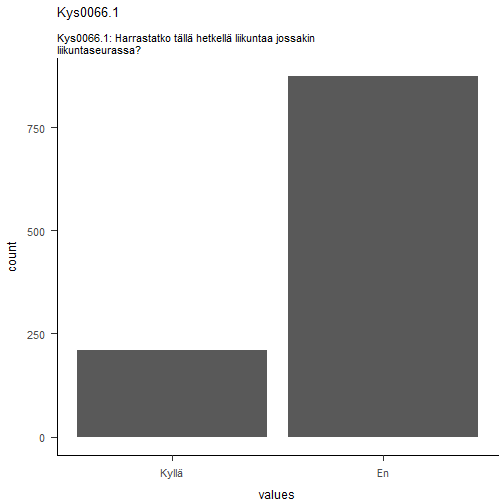 Kys0066.1
Kys0066.1: Harrastatko tällä hetkellä liikuntaa jossakin
liikuntaseurassa?
750
500
250
0
count
Kyllä
En
values